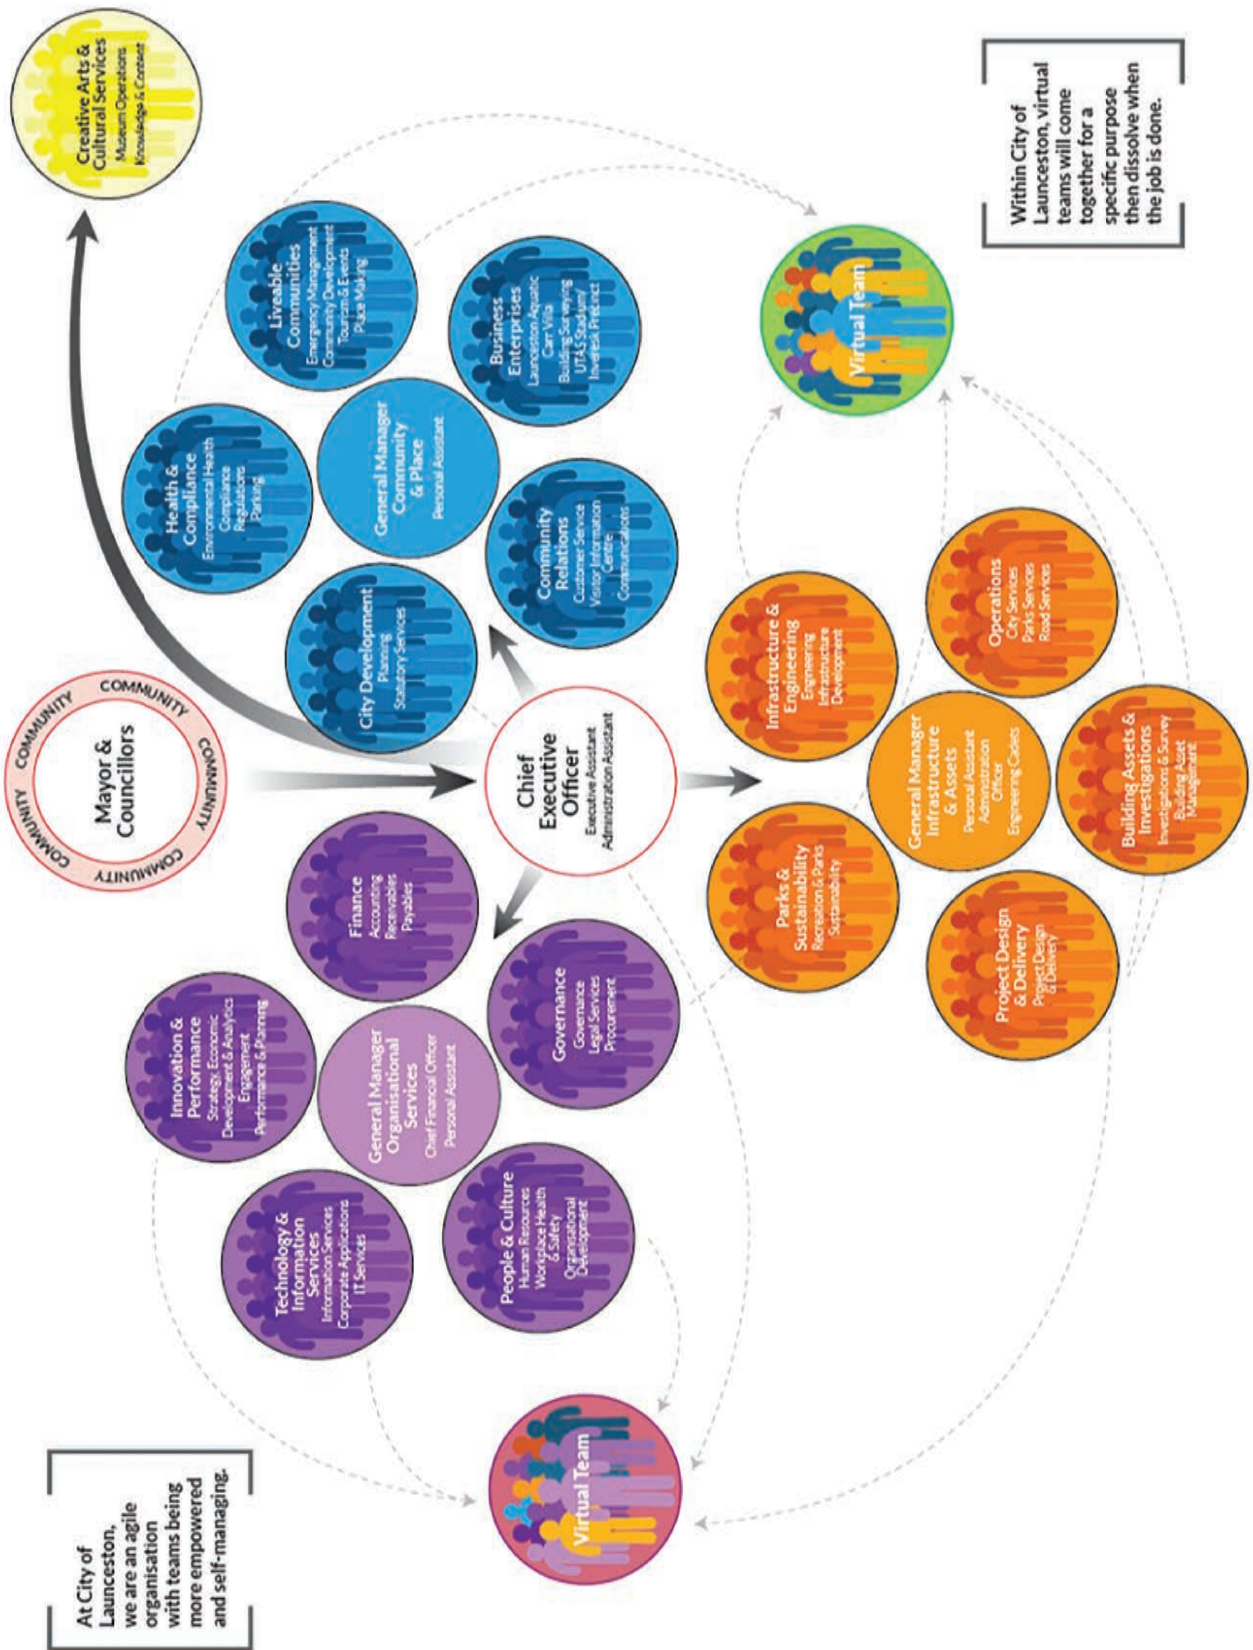 At City of
Launceston,
we are an agile
organisation
with teams being
more empowered
and self-managing.
COMMUNITY COMMUNITY COMMUNITY COMMUNITY COMMUNITY
Mayor &
Councillors
Creative Arts &
Cultural Services
Museum Operations
Knowledge & Content
Innovation &
Performance
Strategy, Economic
Development & Analytics
Engagement
Performance & Planning
Technology &
Information
Services
Information Services
Corporate Applications
IT Services
Finance
Accounting
Receivables
Payables
General Manager
Organisational
Services
Chief Financial Officer
Personal Assistant
People & Culture
Human Resources
Workplace Health
& Safety
Organisational
Development
Governance
Governance
Legal Services
Procurement
Chief
Executive
Officer
Executive Assistant
Administration Assistant
Health &
Compliance
Environmental Health
Compliance
Regulations
Parking
Liveable
Communities
Emergency Management
Community Development
Tourism & Events
Place Making
City Development
Planning
Statutory Services
General Manager
Community
& Place
Personal Assistant
Business
Enterprises
Launceston Aquatic
Carr Villa
Building Surveying
UTAS Stadium/
Inveresk Precinct
Community
Relations
Customer Service
Visitor Information
Centre
Communications
Virtual Team
Virtual Team
Parks &
Sustainability
Recreation & Parks
Sustainability
Infrastructure &
Engineering
Engineering
Infrastructure
Development
General Manager
Infrastructure
& Assets
Personal Assistant
Administration
Officer
Engineering Cadets
Project Design
& Delivery
Project Design
& Delivery
Operations
City Services
Parks Services
Road Services
Building Assets &
Investigations
Investigations & Survey
Building Asset
Management
Within City of
Launceston, virtual
teams will come
together for a
specific purpose
then dissolve when
the job is done.